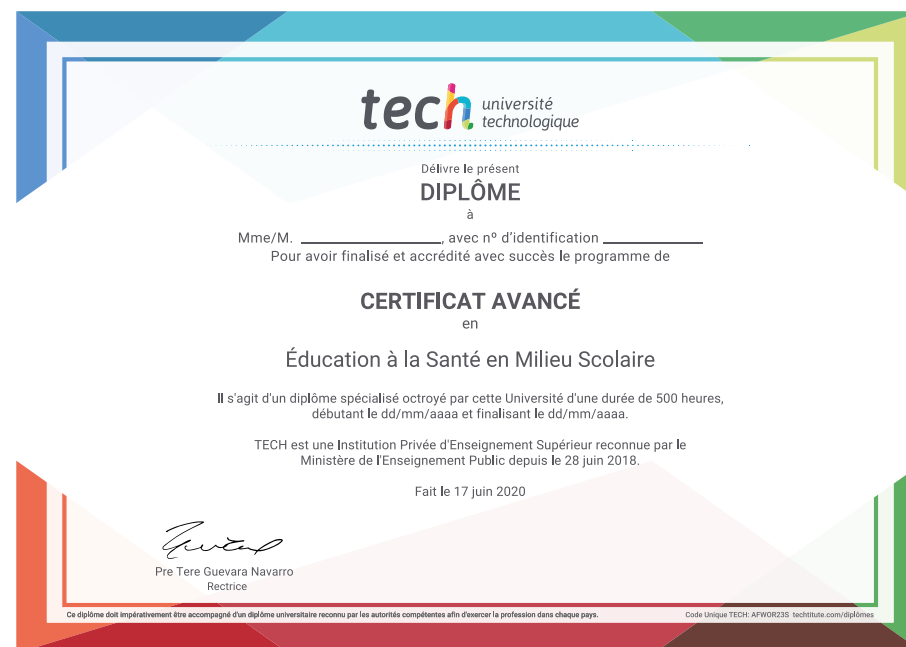 tech université
technologique
Délivre le présent
DIPLÔME
à
Mme/M. ____________________, avec nº d'identification ______________
Pour avoir finalisé et accrédité avec succès le programme de
CERTIFICAT AVANCÉ
en
Éducation à la Santé en Milieu Scolaire
Il s'agit d'un diplôme spécialisé octroyé par cette Université d'une durée de 500 heures,
débutant le dd/mm/aaaa et finalisant le dd/mm/aaaa.
TECH est une Institution Privée d'Enseignement Supérieur reconnue par le
Ministère de l'Enseignement Public depuis le 28 juin 2018.
Fait le 17 juin 2020
Pre Tere Guevara Navarro
Rectrice
Ce diplôme doit impérativement être accompagné d'un diplôme universitaire reconnu par les autorités compétentes afin d'exercer la profession dans chaque pays.
Code Unique TECH: AFWOR23S techtitute.com/diplômes